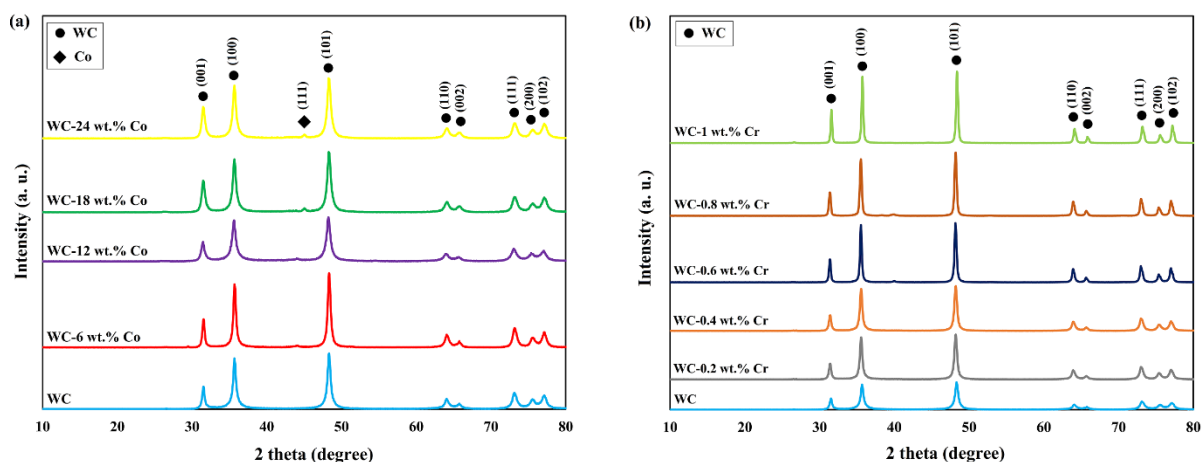 (a)
WC
Co
(001)
(100)
(111)
(101)
(110)
(002)
(111)
(200)
(102)
WC-24 wt.% Co
WC-18 wt.% Co
WC-12 wt.% Co
WC-6 wt.% Co
WC
Intensity (a. u.)
10 20 30 40 50 60 70 80
2 theta (degree)
(b)
WC
(001)
(100)
(101)
(110)
(002)
(111)
(200)
(102)
WC-1 wt.% Cr
WC-0.8 wt.% Cr
WC-0.6 wt.% Cr
WC-0.4 wt.% Cr
WC-0.2 wt.% Cr
WC
Intensity (a. u.)
10 20 30 40 50 60 70 80
2 theta (degree)